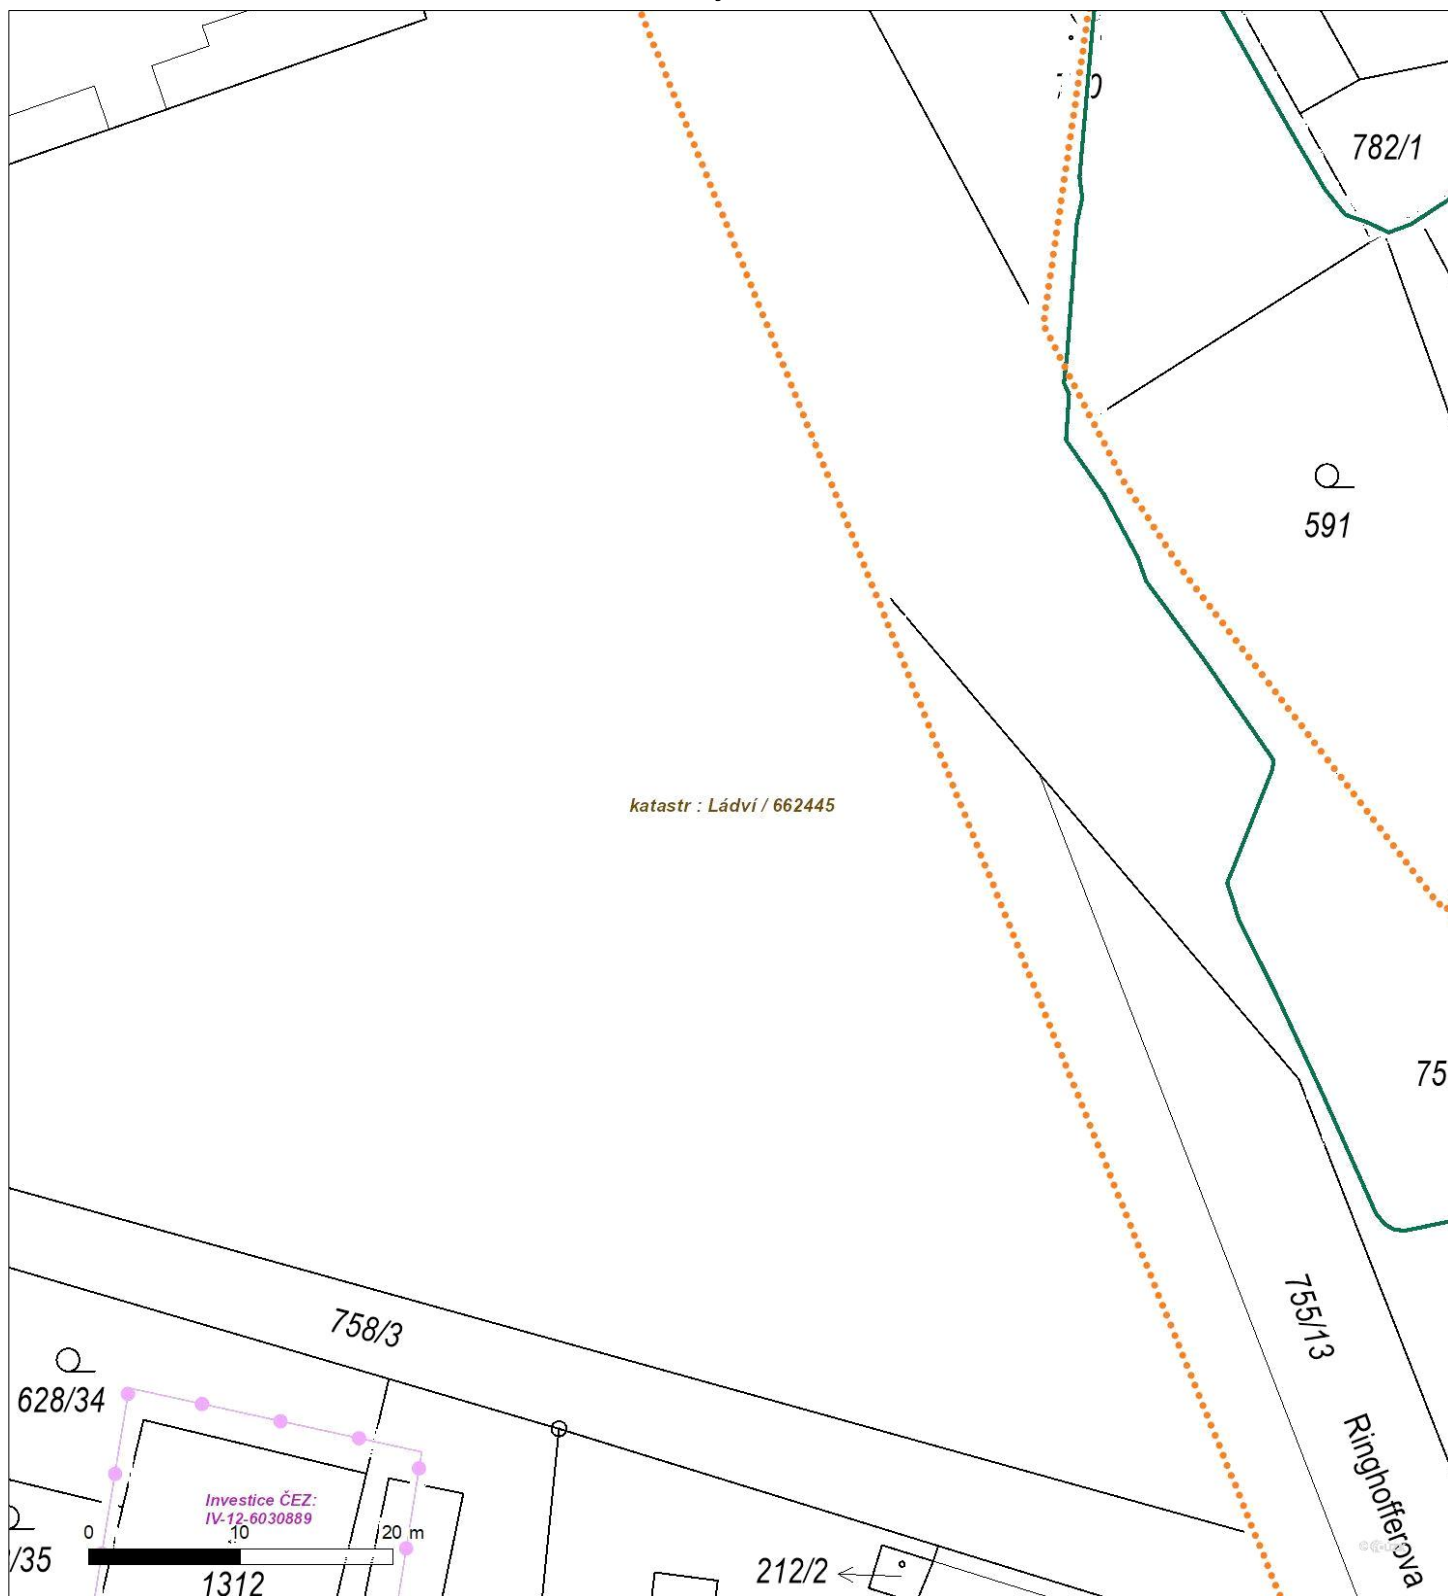 782/1
591
katastr : Ládví / 662445
75
755/13
758/3
628/34
Ringhofferova
Investice ČEZ:
IV-12-6030889
0 10 20 m
/35
1312
212/2